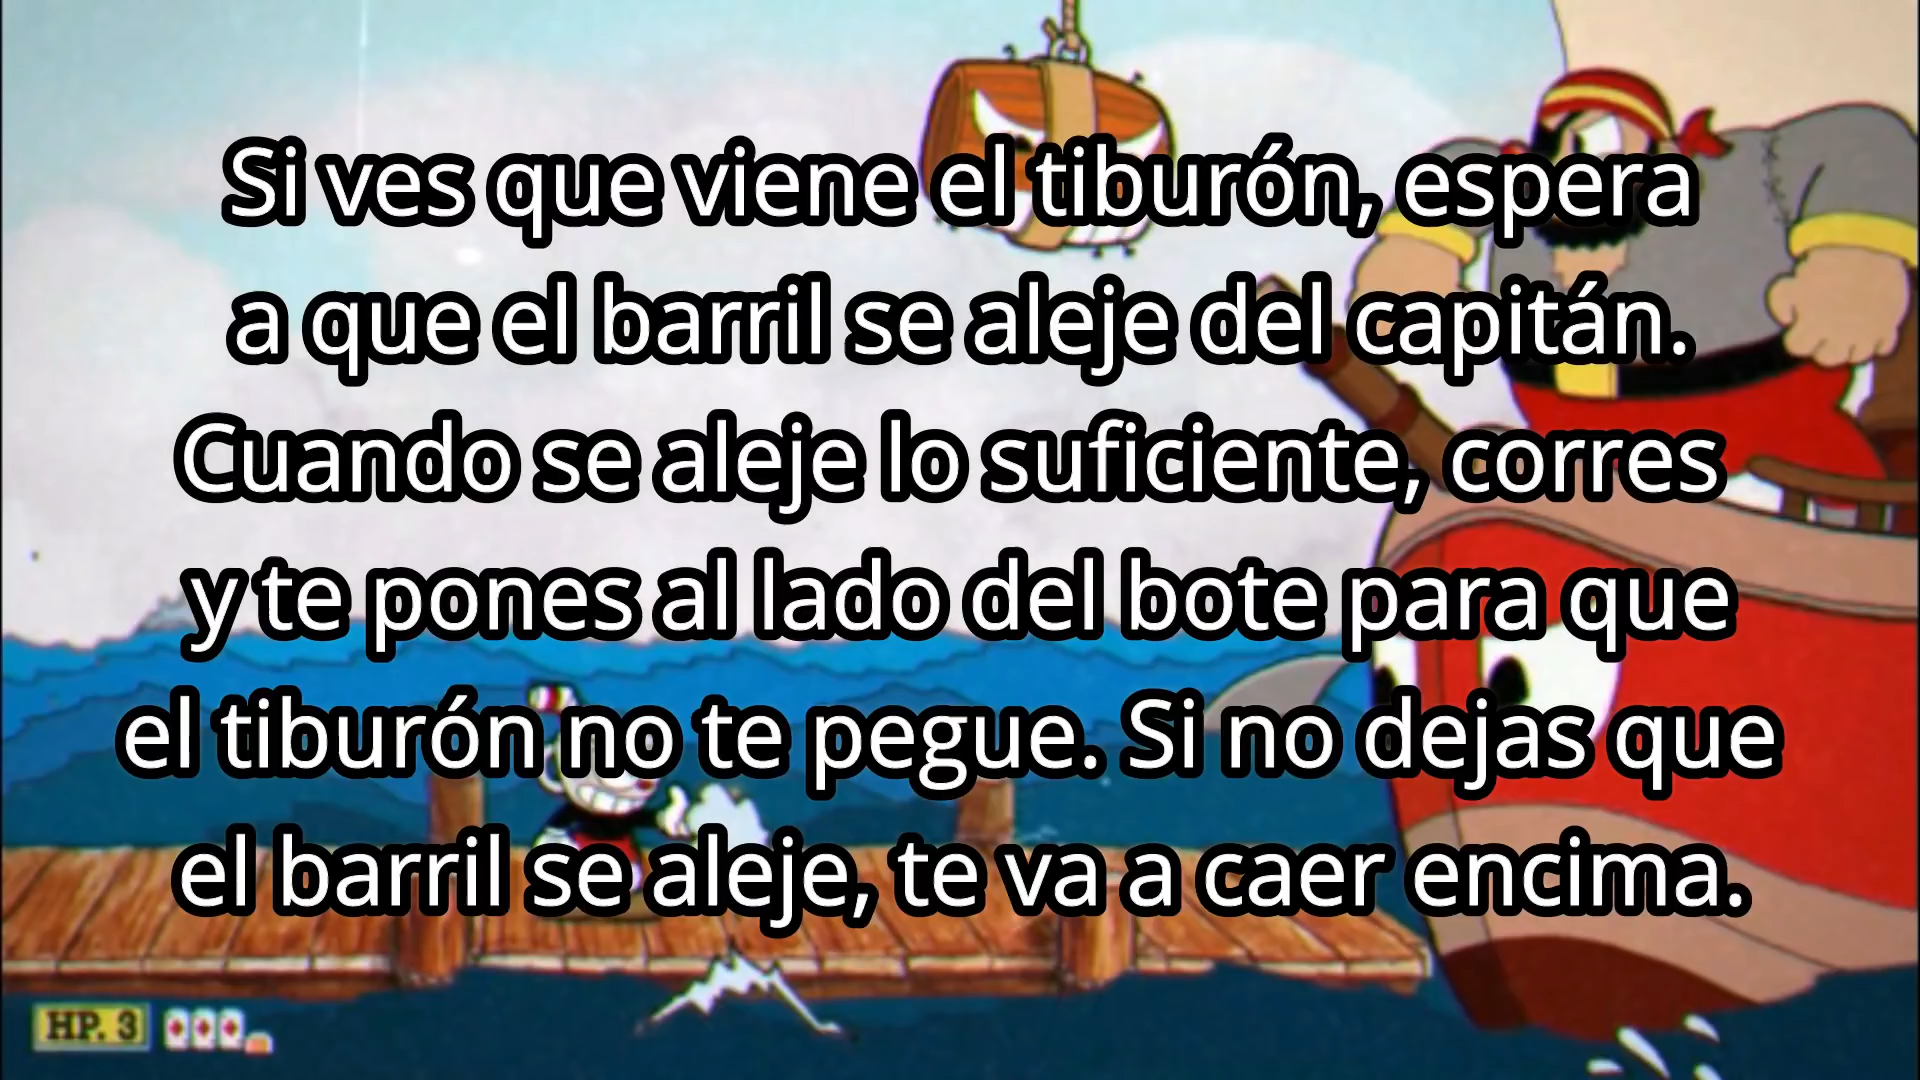 Si ves que viene el tiburón, espera
a que el barril se aleje del capitán.
Cuando se aleje lo suficiente, corres
y te pones al lado del bote para que
el tiburón no te pegue. Si no dejas que
el barril se aleje, te va a caer encima.
HP. 3